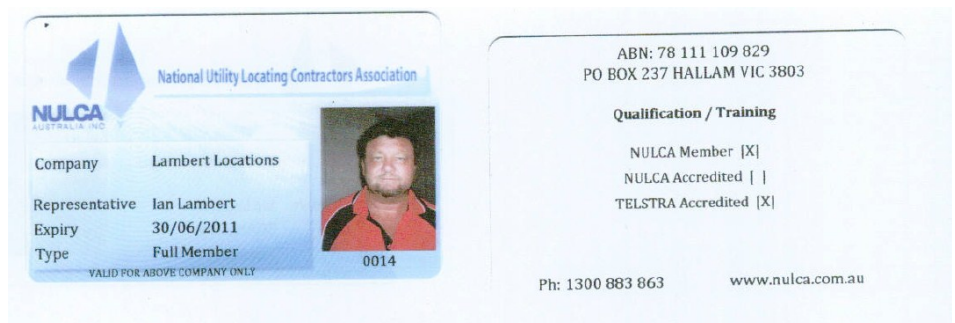 National Utility Locating Contractors Association
NULCA
AUSTRALIA INC
Company Lambert Locations
Representative Ian Lambert
Expiry 30/06/2011
Type Full Member
VALID FOR ABOVE COMPANY ONLY
0014
ABN: 78 111 109 829
PO BOX 237 HALLAM VIC 3803
Qualification / Training
NULCA Member [X]
NULCA Accredited [ ]
TELSTRA Accredited [X]
Ph: 1300 883 863 www.nulca.com.au